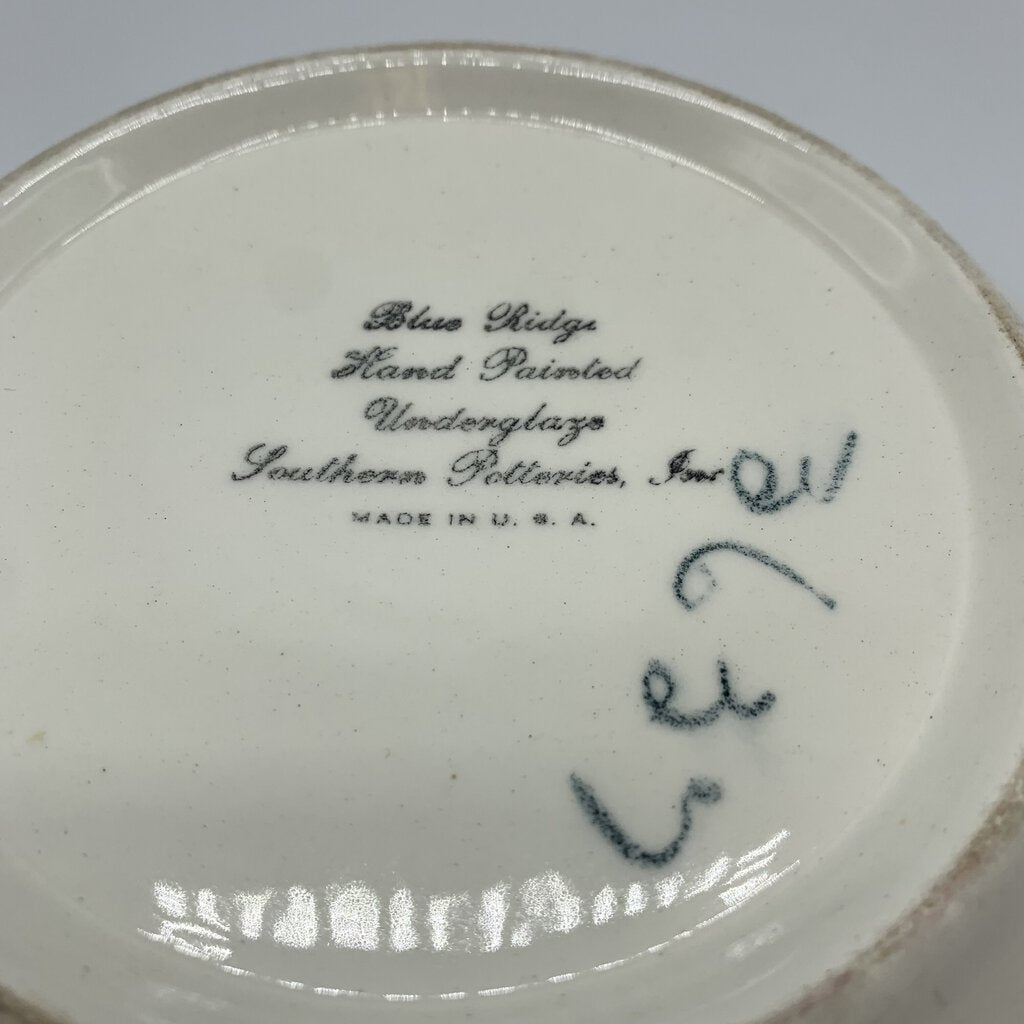 Blue Ridge
Hand Painted
Underglaze
Southern Potteries, Inc
MADE IN U. S. A.